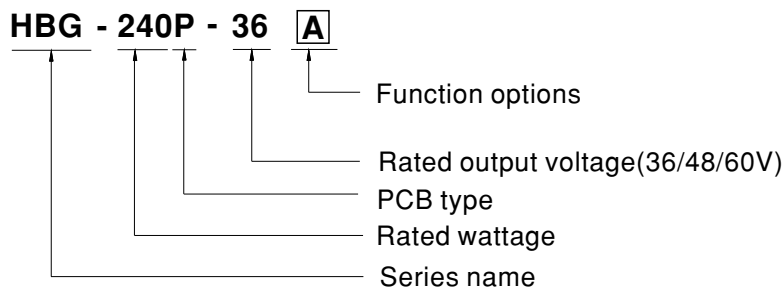 HBG - 240P - 36 A
Function options
Rated output voltage(36/48/60V)
PCB type
Rated wattage
Series name